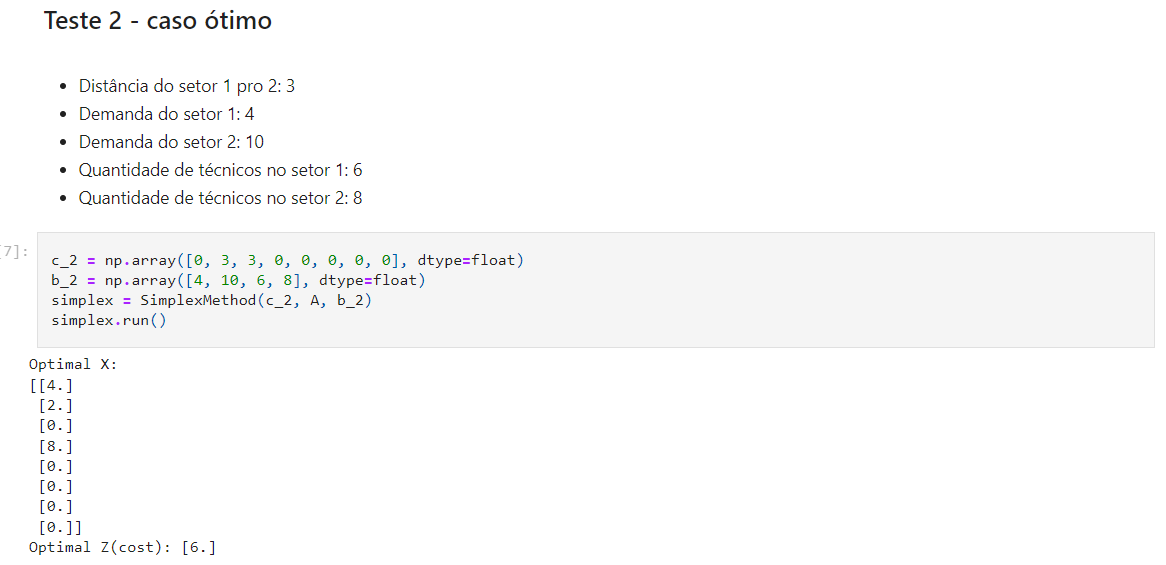 Teste 2 - caso ótimo
• Distância do setor 1 pro 2: 3
• Demanda do setor 1: 4
• Demanda do setor 2: 10
• Quantidade de técnicos no setor 1: 6
• Quantidade de técnicos no setor 2: 8
7]:
c_2 = np.array([0, 3, 3, 0, 0, 0, 0, 0], dtype=float)
b_2 = np.array([4, 10, 6, 8], dtype=float)
simplex = SimplexMethod(c_2, A, b_2)
simplex.run()
Optimal X:
[[4.]
[2.]
[0.]
[8.]
[0.]
[0.]
[0.]
[0.]]
Optimal Z(cost): [6.]